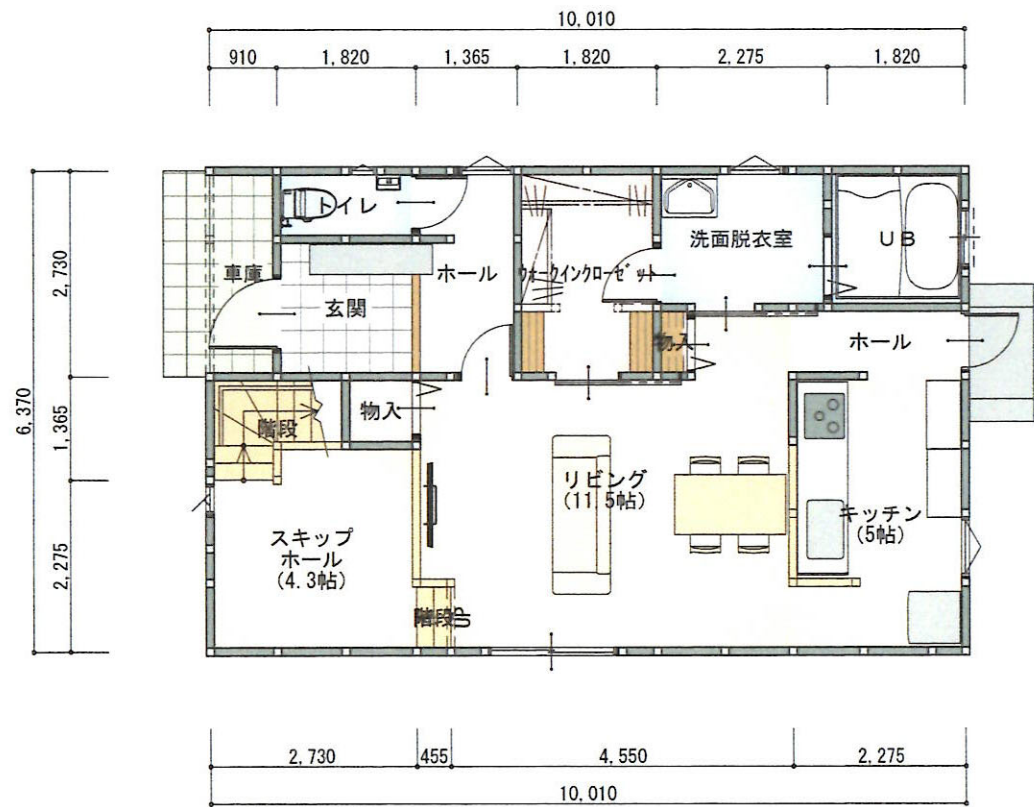 10,010
910
1,820
1,365
1,820
2,275
1,820
6,370
2,730
1,365
2,275
トイレ
車庫
玄関
ホール
ウォークインクローゼット
洗面脱衣室
UB
物入
ホール
階段
物入
リビング
(11.5帖)
キッチン
(5帖)
スキップ
ホール
(4.3帖)
階段
UP
2,730
455
4,550
2,275
10,010